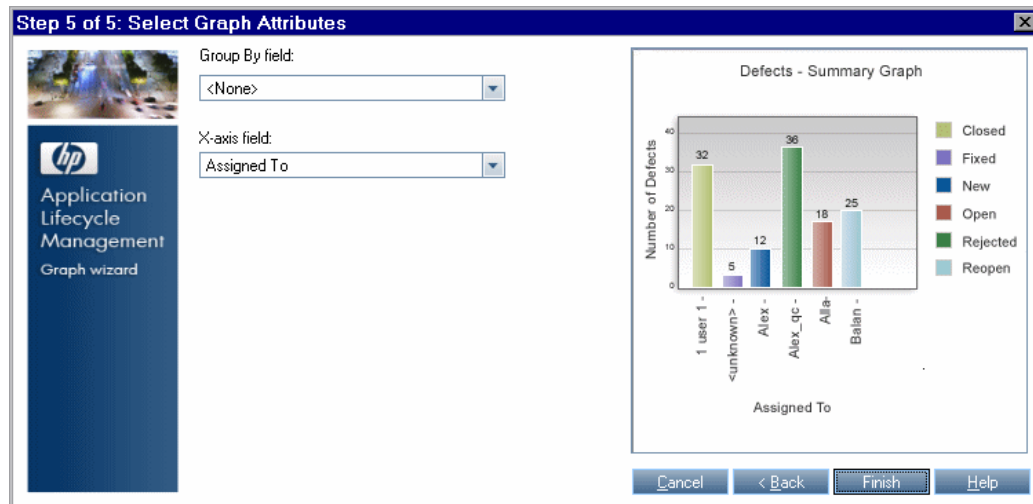 Step 5 of 5: Select Graph Attributes
hp
Application
Lifecycle
Management
Graph wizard
Group By field:
<None>
X-axis field:
Assigned To
Defects - Summary Graph
Number of Defects
40
30
20
10
0
32
5
12
36
18
25
1 user 1 -
<unknown> -
Alex -
Alex_qc -
Alla-
Balan -
Assigned To
Closed
Fixed
New
Open
Rejected
Reopen
Cancel
< Back
Finish
Help